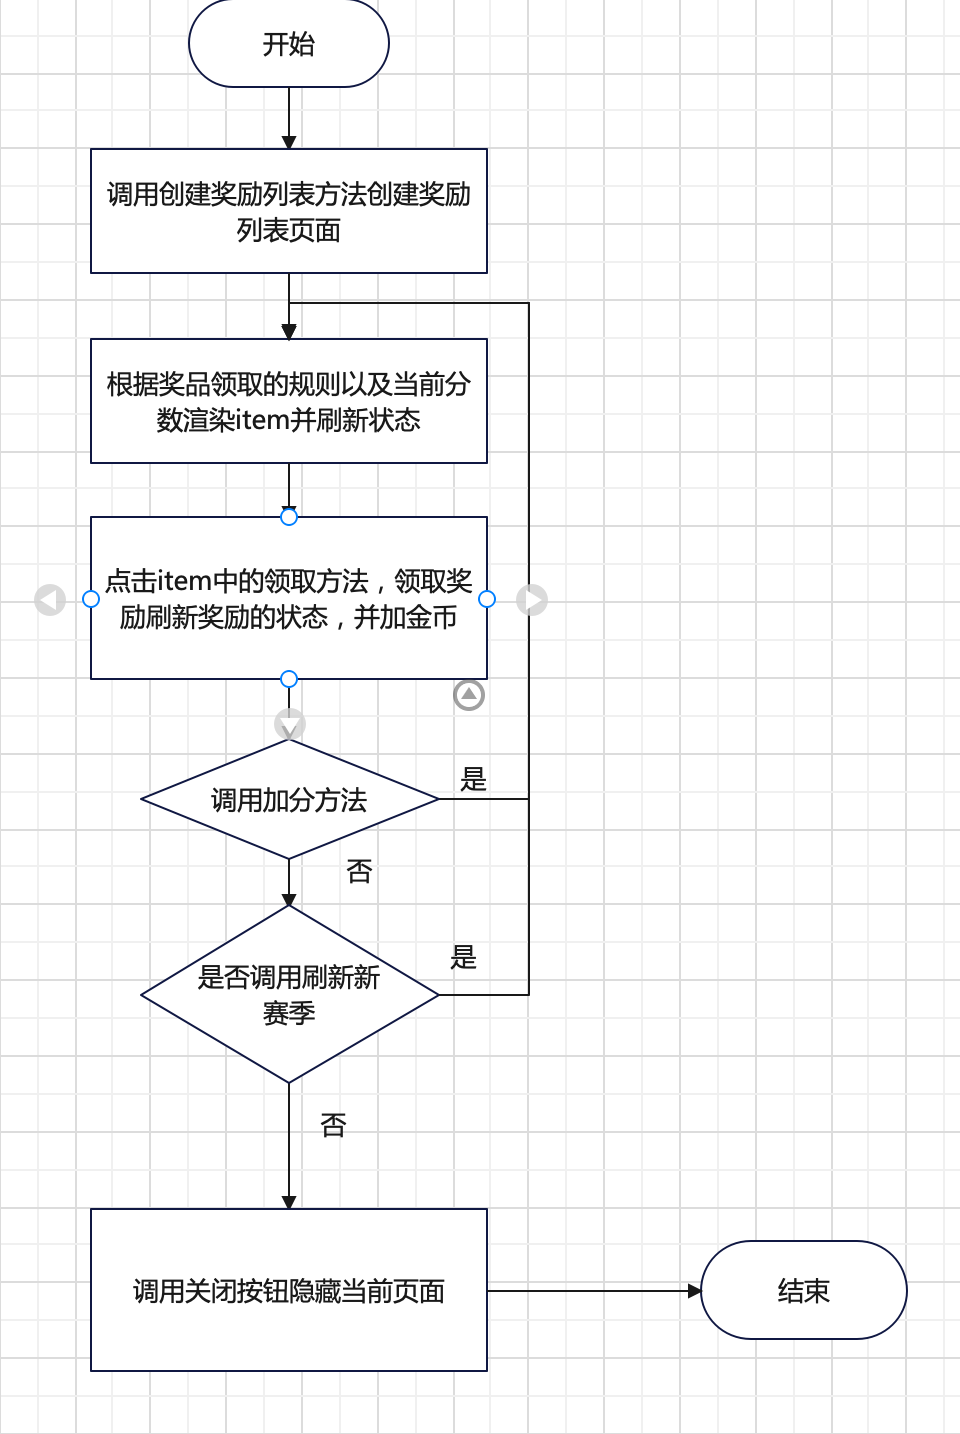 开始
调用创建奖励列表方法创建奖励
列表页面
根据奖品领取的规则以及当前分
数渲染item并刷新状态
点击item中的领取方法，领取奖
励刷新奖励的状态，并加金币
调用加分方法
是
否
是否调用刷新新
赛季
是
否
调用关闭按钮隐藏当前页面
结束